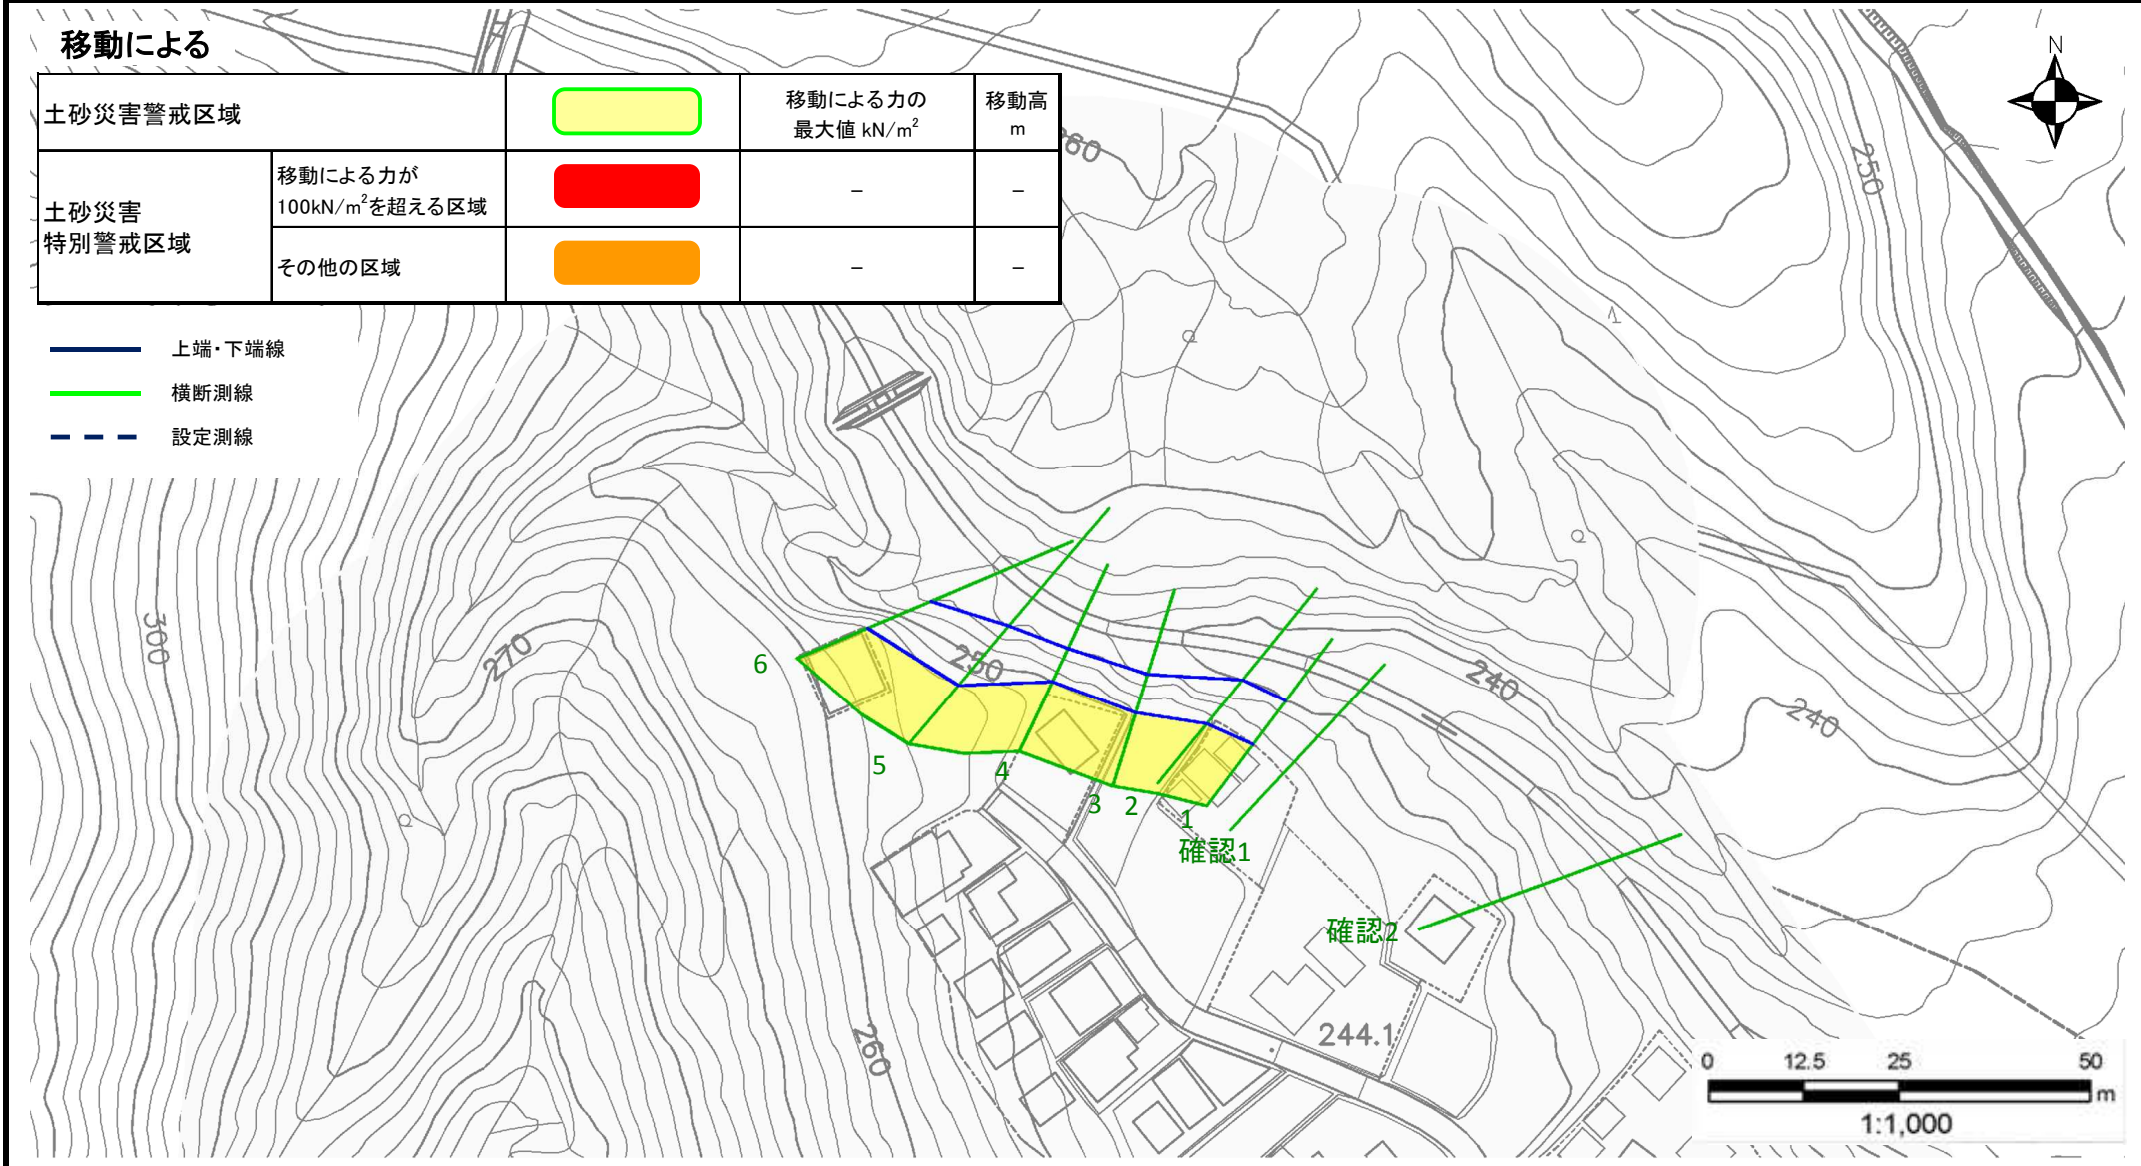 移動による
土砂災害警戒区域
移動による力の
最大値 kN/m²
移動高
m
土砂災害
特別警戒区域
移動による力が
100kN/m²を超える区域
－
－
その他の区域
－
－
上端・下端線
横断測線
設定測線
N
60
250
300
270
250
240
240
6
5
4
3
2
1
確認1
確認2
260
244.1
0
12.5
25
50
m
1:1,000